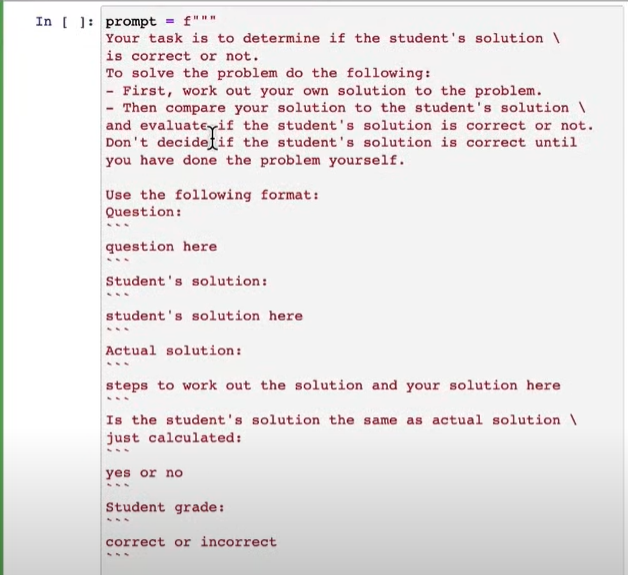 In [ ]: prompt = f"""
Your task is to determine if the student's solution \
is correct or not.
To solve the problem do the following:
- First, work out your own solution to the problem.
- Then compare your solution to the student's solution \
and evaluate if the student's solution is correct or not.
Don't decide if the student's solution is correct until
you have done the problem yourself.

Use the following format:
Question:
```
question here
```
Student's solution:
```
student's solution here
```
Actual solution:
```
steps to work out the solution and your solution here
```
Is the student's solution the same as actual solution \
just calculated:
```
yes or no
```
Student grade:
```
correct or incorrect
```